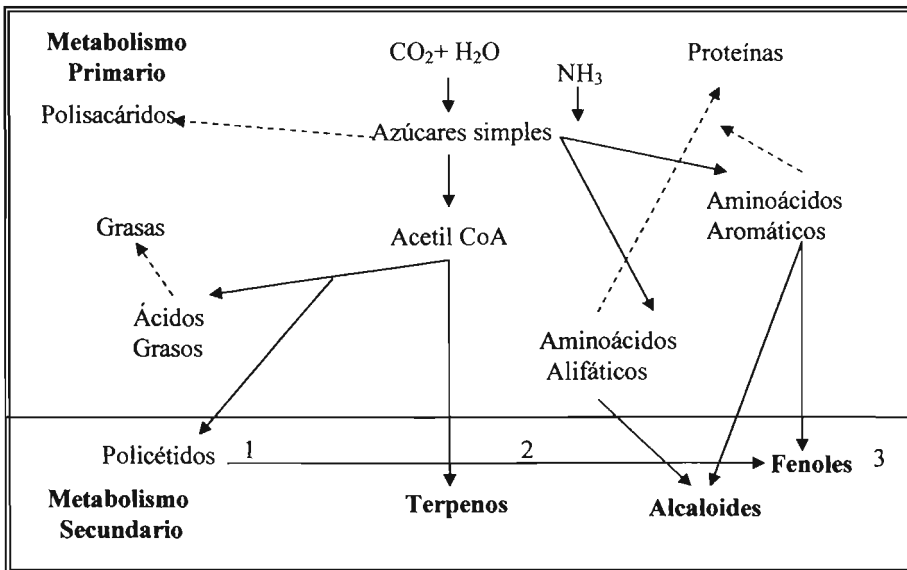 Metabolismo
Primario
CO₂+ H₂O
NH₃
Proteínas
Polisacáridos
Azúcares simples
Aminoácidos
Aromáticos
Grasas
Acetil CoA
Ácidos
Grasos
Aminoácidos
Alifáticos
Policétidos
1
2
Fenoles
3
Metabolismo
Secundario
Terpenos
Alcaloides